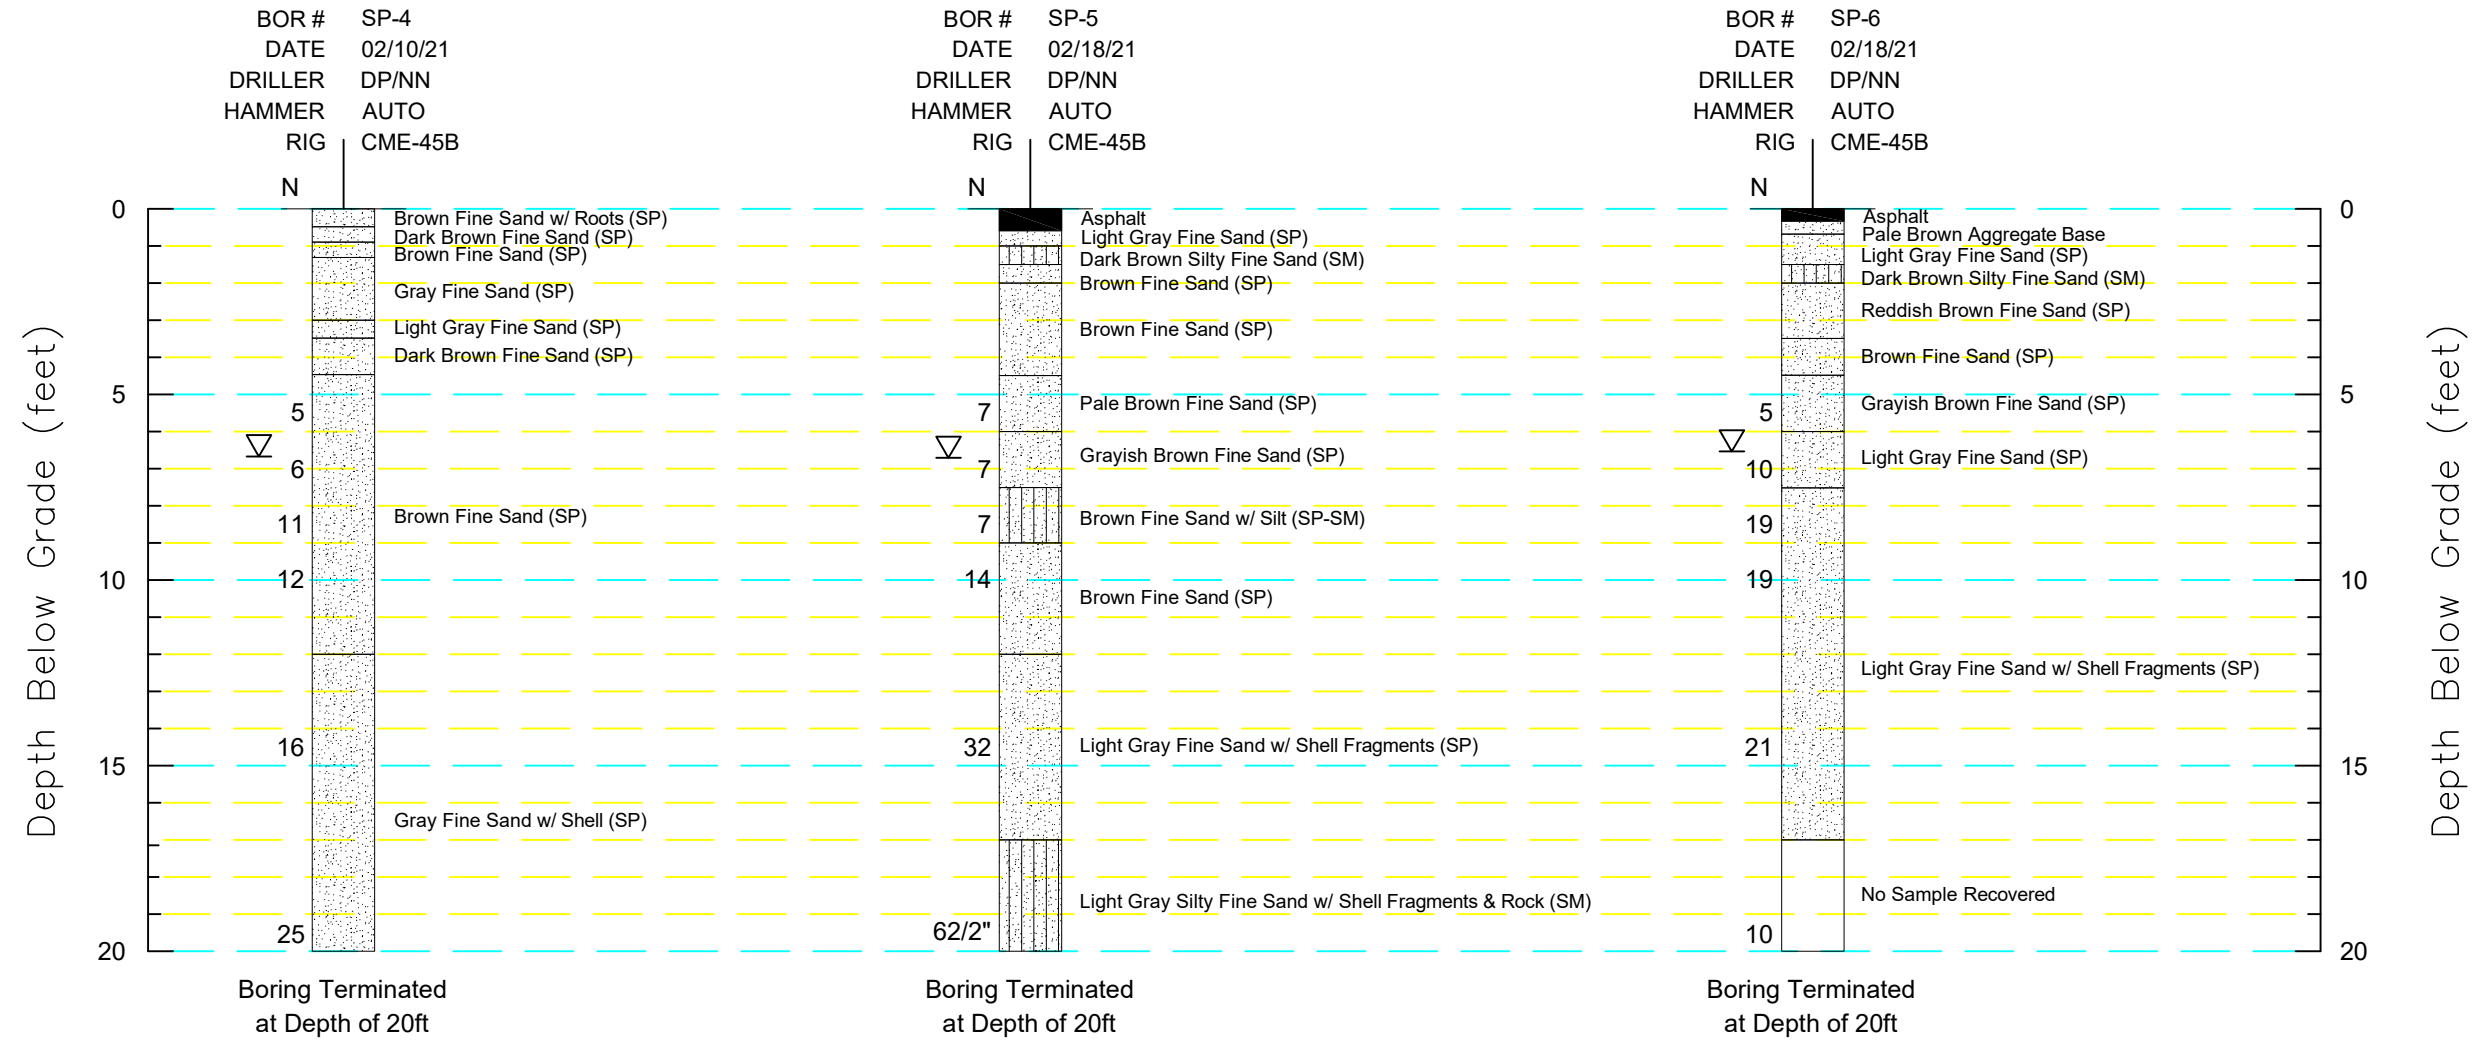 BOR # SP-4
DATE 02/10/21
DRILLER DP/NN
HAMMER AUTO
RIG CME-45B
N
Brown Fine Sand w/ Roots (SP)
Dark Brown Fine Sand (SP)
Brown Fine Sand (SP)
Gray Fine Sand (SP)
Light Gray Fine Sand (SP)
Dark Brown Fine Sand (SP)
5
6
11
Brown Fine Sand (SP)
12
16
Gray Fine Sand w/ Shell (SP)
25
Boring Terminated
at Depth of 20ft
BOR # SP-5
DATE 02/18/21
DRILLER DP/NN
HAMMER AUTO
RIG CME-45B
N
Asphalt
Light Gray Fine Sand (SP)
Dark Brown Silty Fine Sand (SM)
Brown Fine Sand (SP)
Brown Fine Sand (SP)
7
Pale Brown Fine Sand (SP)
Grayish Brown Fine Sand (SP)
7
7
Brown Fine Sand w/ Silt (SP-SM)
14
Brown Fine Sand (SP)
32
Light Gray Fine Sand w/ Shell Fragments (SP)
Light Gray Silty Fine Sand w/ Shell Fragments & Rock (SM)
62/2"
Boring Terminated
at Depth of 20ft
BOR # SP-6
DATE 02/18/21
DRILLER DP/NN
HAMMER AUTO
RIG CME-45B
N
Asphalt
Pale Brown Aggregate Base
Light Gray Fine Sand (SP)
Dark Brown Silty Fine Sand (SM)
Reddish Brown Fine Sand (SP)
Brown Fine Sand (SP)
5
Grayish Brown Fine Sand (SP)
Light Gray Fine Sand (SP)
10
19
19
Light Gray Fine Sand w/ Shell Fragments (SP)
21
No Sample Recovered
10
Boring Terminated
at Depth of 20ft
Depth Below Grade (feet)
0
5
10
15
20
0
5
10
15
20
Depth Below Grade (feet)